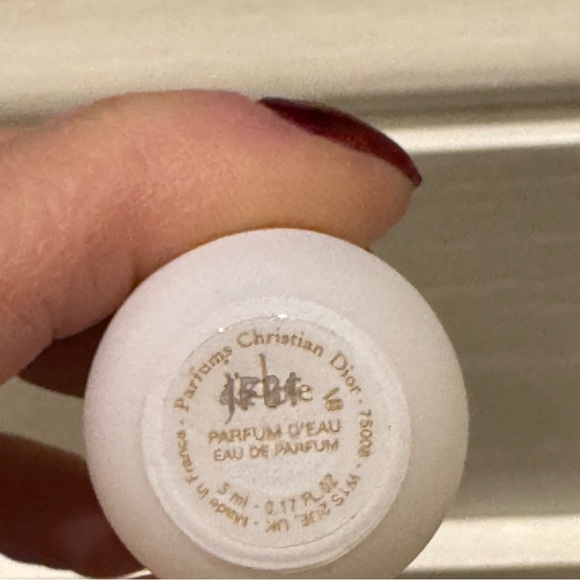 Parfums Christian Dior · 75008 · W1S 2UE, UK · Made in France ·
PARFUM D'EAU
EAU DE PARFUM
5 ml - 0.17 FL.OZ